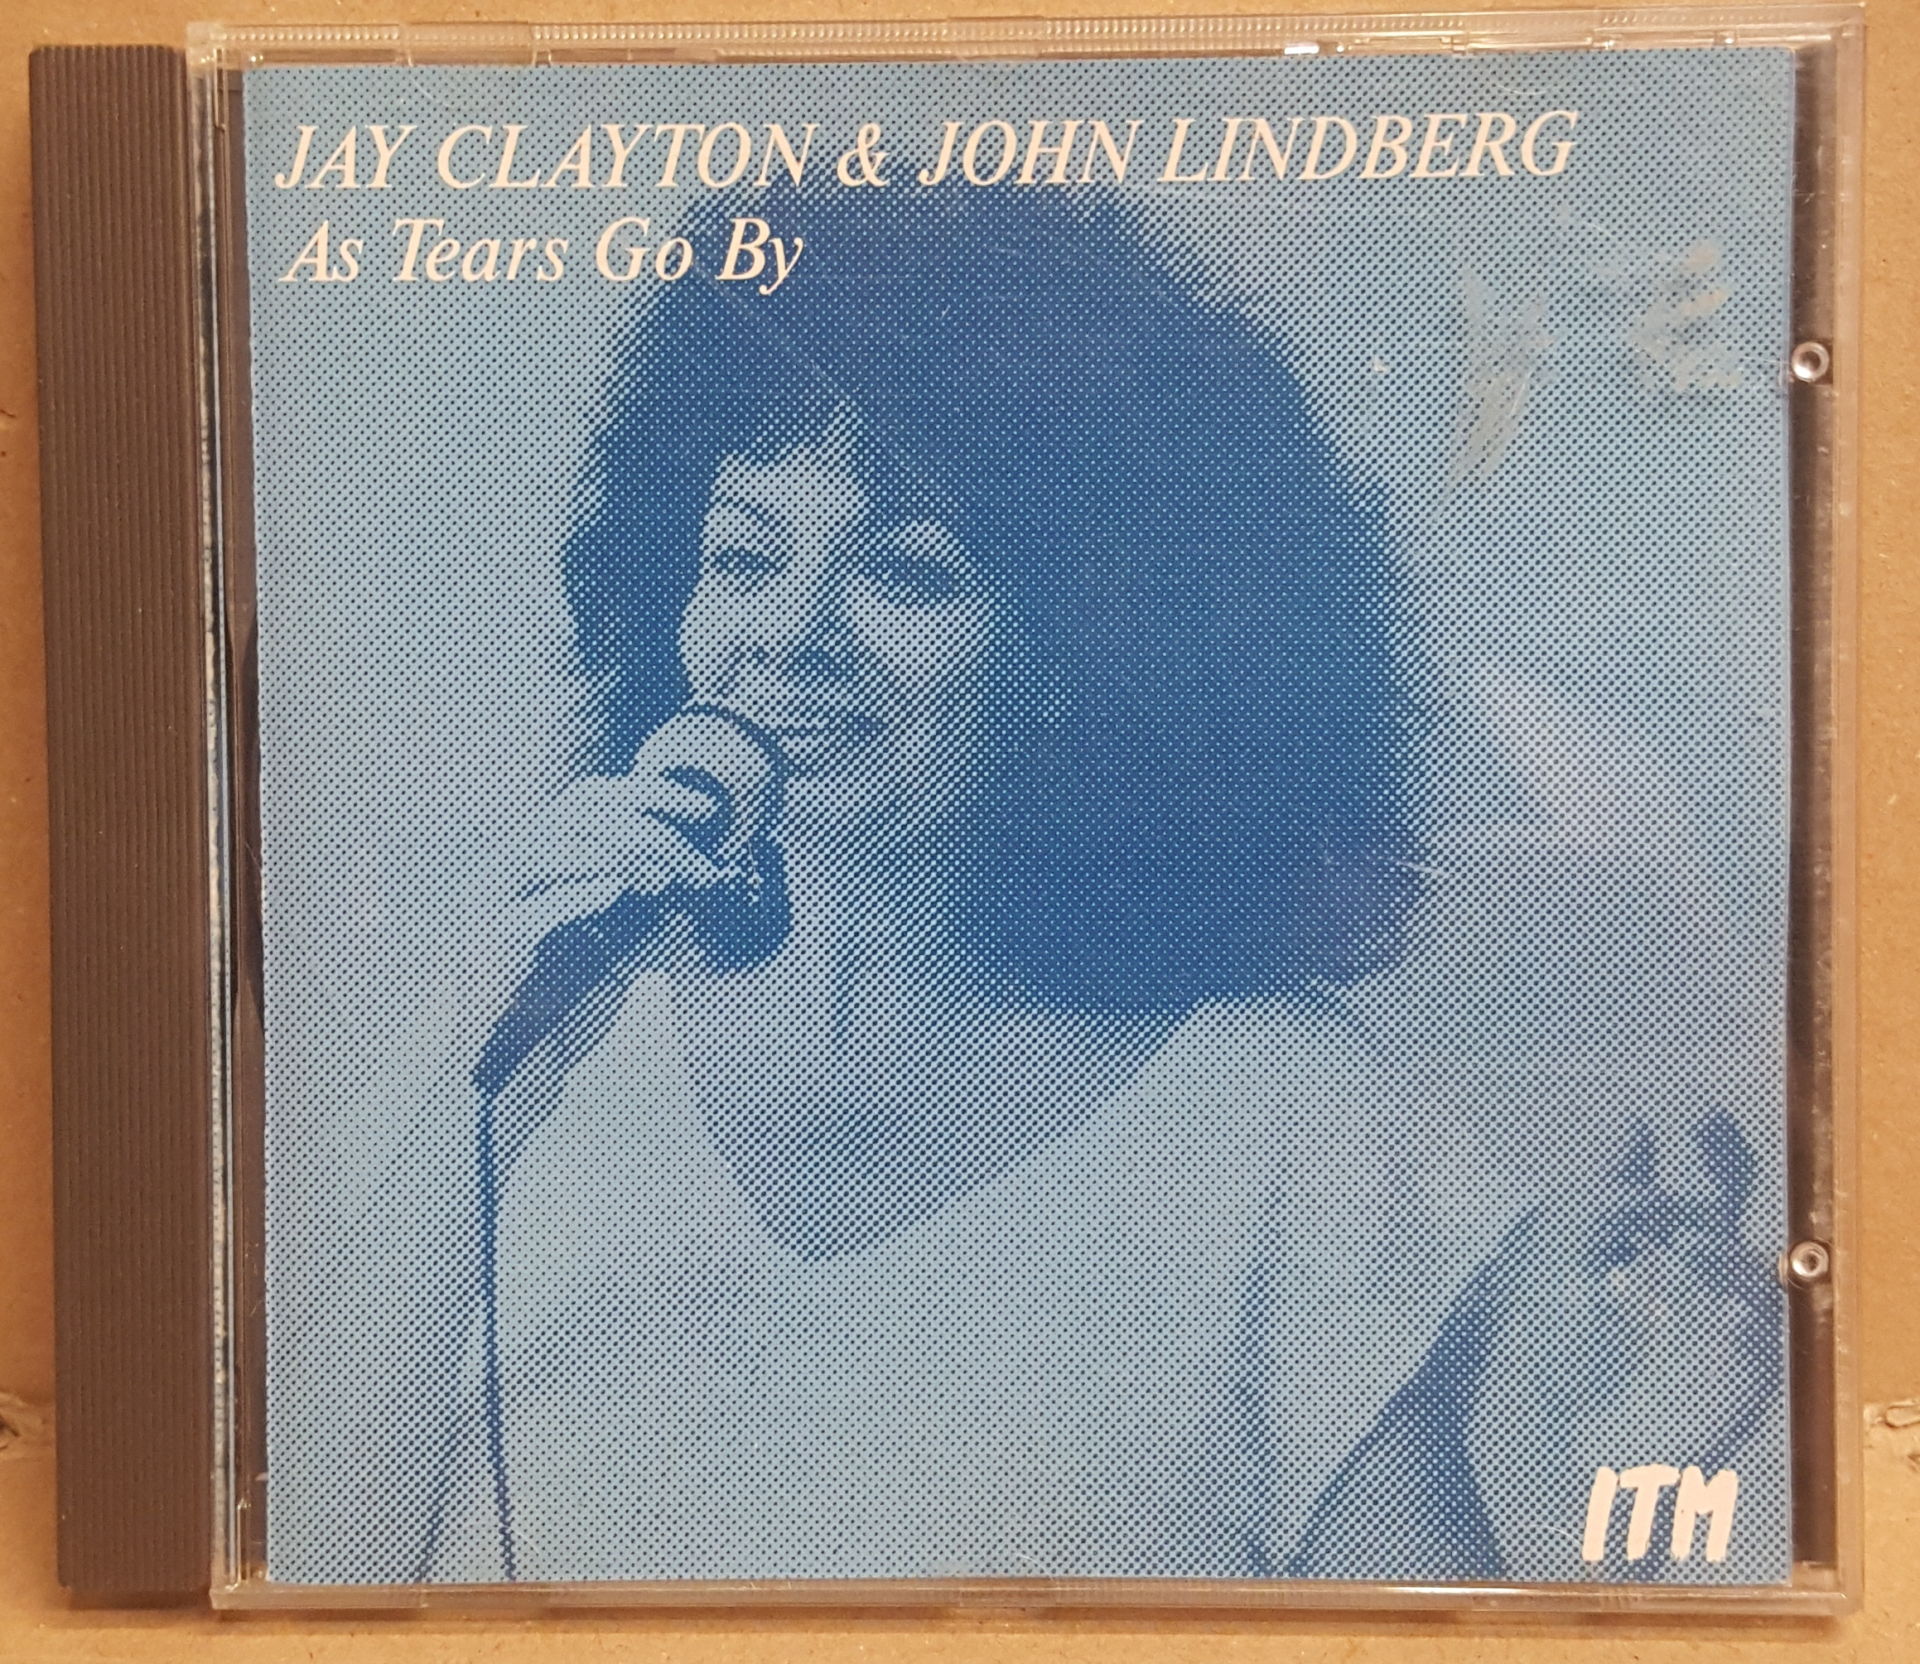 JAY CLAYTON & JOHN LINDBERG
As Tears Go By
ITM